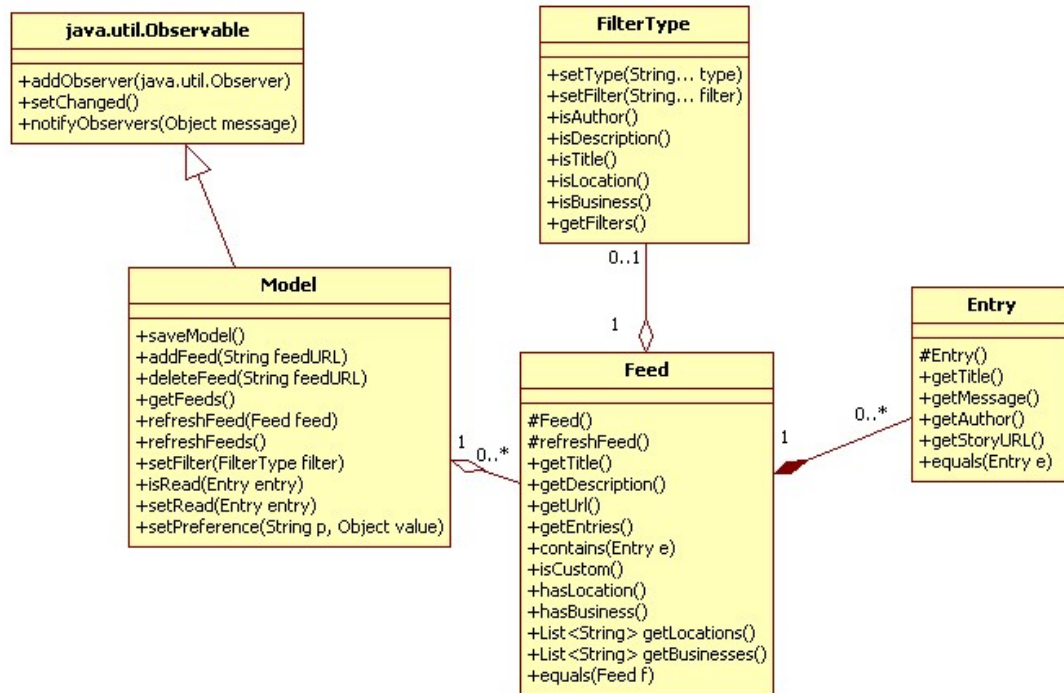 java.util.Observable
+addObserver(java.util.Observer)
+setChanged()
+notifyObservers(Object message)
FilterType
+setType(String... type)
+setFilter(String... filter)
+isAuthor()
+isDescription()
+isTitle()
+isLocation()
+isBusiness()
+getFilters()
0..1
1
Model
+saveModel()
+addFeed(String feedURL)
+deleteFeed(String feedURL)
+getFeeds()
+refreshFeed(Feed feed)
+refreshFeeds()
+setFilter(FilterType filter)
+isRead(Entry entry)
+setRead(Entry entry)
+setPreference(String p, Object value)
1
0..*
Feed
#Feed()
#refreshFeed()
+getTitle()
+getDescription()
+getUrl()
+getEntries()
+contains(Entry e)
+isCustom()
+hasLocation()
+hasBusiness()
+List<String> getLocations()
+List<String> getBusinesses()
+equals(Feed f)
1
0..*
Entry
#Entry()
+getTitle()
+getMessage()
+getAuthor()
+getStoryURL()
+equals(Entry e)